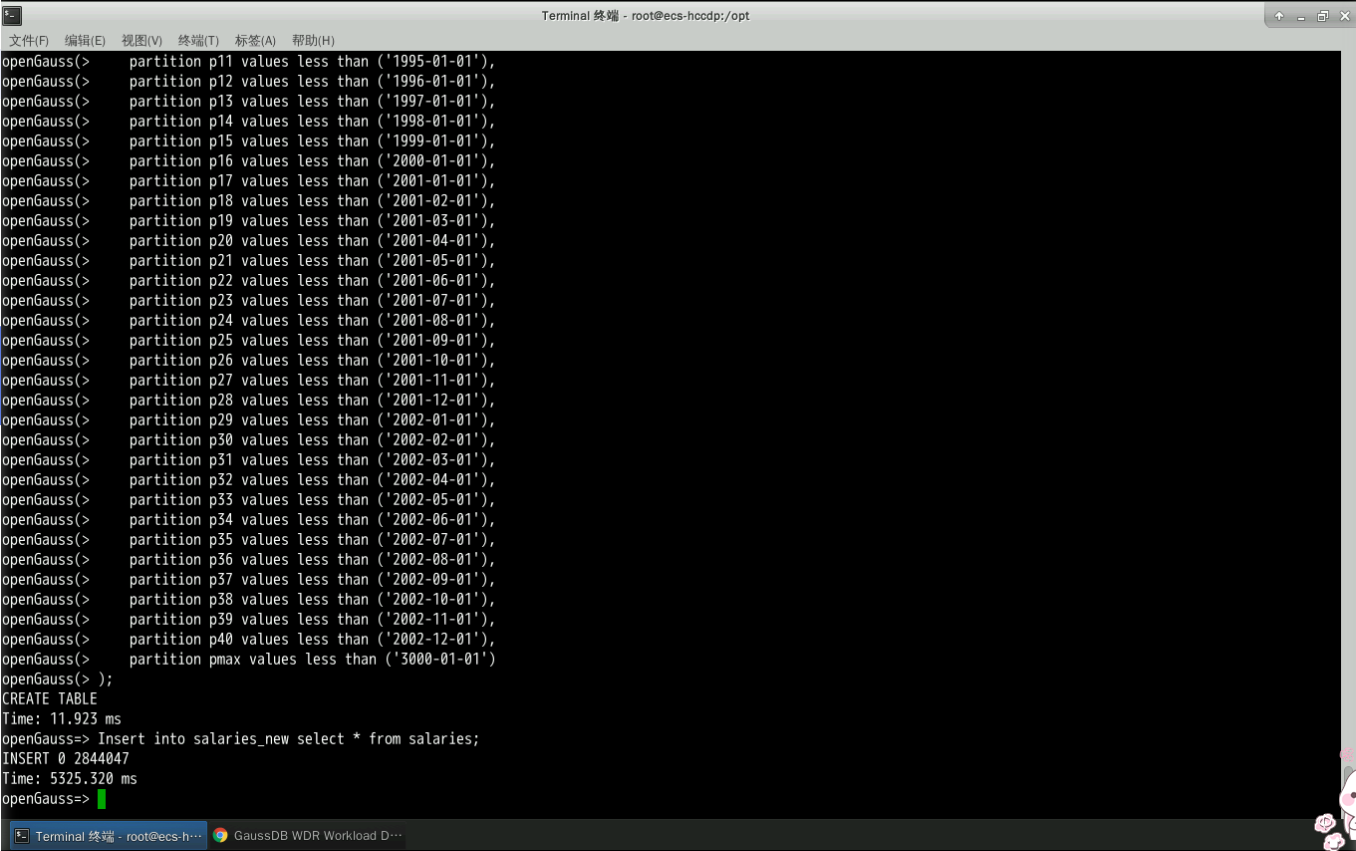 Terminal 终端 - root@ecs-hccdp:/opt
文件(F) 编辑(E) 视图(V) 终端(T) 标签(A) 帮助(H)
openGauss(>     partition p11 values less than ('1995-01-01'),
openGauss(>     partition p12 values less than ('1996-01-01'),
openGauss(>     partition p13 values less than ('1997-01-01'),
openGauss(>     partition p14 values less than ('1998-01-01'),
openGauss(>     partition p15 values less than ('1999-01-01'),
openGauss(>     partition p16 values less than ('2000-01-01'),
openGauss(>     partition p17 values less than ('2001-01-01'),
openGauss(>     partition p18 values less than ('2001-02-01'),
openGauss(>     partition p19 values less than ('2001-03-01'),
openGauss(>     partition p20 values less than ('2001-04-01'),
openGauss(>     partition p21 values less than ('2001-05-01'),
openGauss(>     partition p22 values less than ('2001-06-01'),
openGauss(>     partition p23 values less than ('2001-07-01'),
openGauss(>     partition p24 values less than ('2001-08-01'),
openGauss(>     partition p25 values less than ('2001-09-01'),
openGauss(>     partition p26 values less than ('2001-10-01'),
openGauss(>     partition p27 values less than ('2001-11-01'),
openGauss(>     partition p28 values less than ('2001-12-01'),
openGauss(>     partition p29 values less than ('2002-01-01'),
openGauss(>     partition p30 values less than ('2002-02-01'),
openGauss(>     partition p31 values less than ('2002-03-01'),
openGauss(>     partition p32 values less than ('2002-04-01'),
openGauss(>     partition p33 values less than ('2002-05-01'),
openGauss(>     partition p34 values less than ('2002-06-01'),
openGauss(>     partition p35 values less than ('2002-07-01'),
openGauss(>     partition p36 values less than ('2002-08-01'),
openGauss(>     partition p37 values less than ('2002-09-01'),
openGauss(>     partition p38 values less than ('2002-10-01'),
openGauss(>     partition p39 values less than ('2002-11-01'),
openGauss(>     partition p40 values less than ('2002-12-01'),
openGauss(>     partition pmax values less than ('3000-01-01')
openGauss(> );
CREATE TABLE
Time: 11.923 ms
openGauss=> Insert into salaries_new select * from salaries;
INSERT 0 2844047
Time: 5325.320 ms
openGauss=>
Terminal 终端 - root@ecs-h··· GaussDB WDR Workload D···